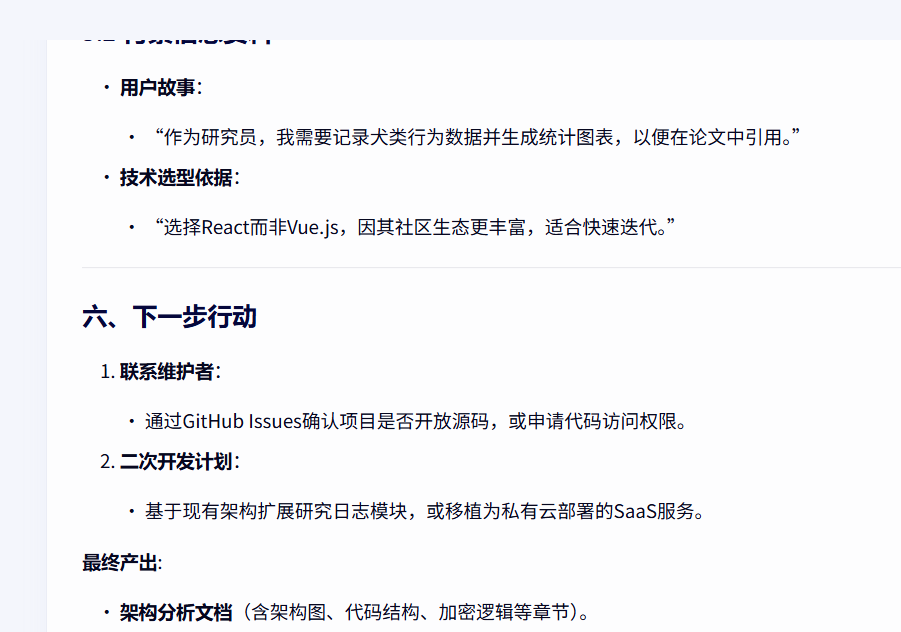 · 用户故事：
· “作为研究员，我需要记录犬类行为数据并生成统计图表，以便在论文中引用。”
· 技术选型依据：
· “选择React而非Vue.js，因其社区生态更丰富，适合快速迭代。”
六、下一步行动
1. 联系维护者：
· 通过GitHub Issues确认项目是否开放源码，或申请代码访问权限。
2. 二次开发计划：
· 基于现有架构扩展研究日志模块，或移植为私有云部署的SaaS服务。
最终产出:
· 架构分析文档（含架构图、代码结构、加密逻辑等章节）。